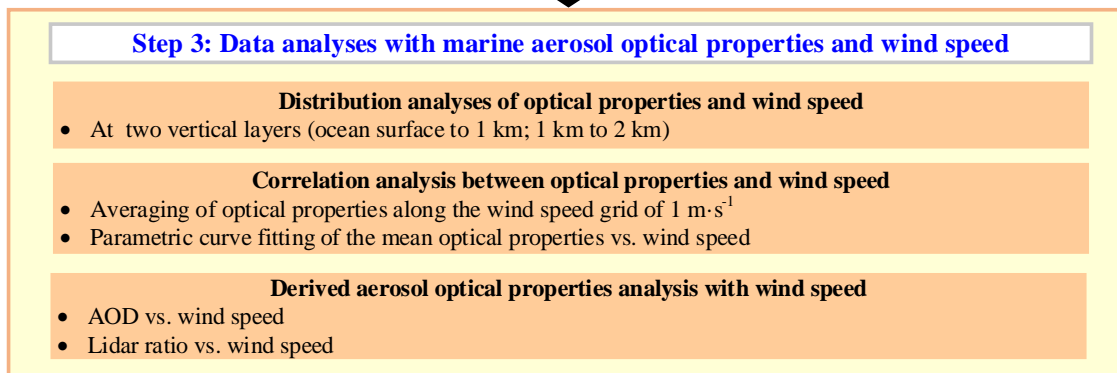 Step 3: Data analyses with marine aerosol optical properties and wind speed
Distribution analyses of optical properties and wind speed
• At two vertical layers (ocean surface to 1 km; 1 km to 2 km)
Correlation analysis between optical properties and wind speed
• Averaging of optical properties along the wind speed grid of 1 m·s⁻¹
• Parametric curve fitting of the mean optical properties vs. wind speed
Derived aerosol optical properties analysis with wind speed
• AOD vs. wind speed
• Lidar ratio vs. wind speed